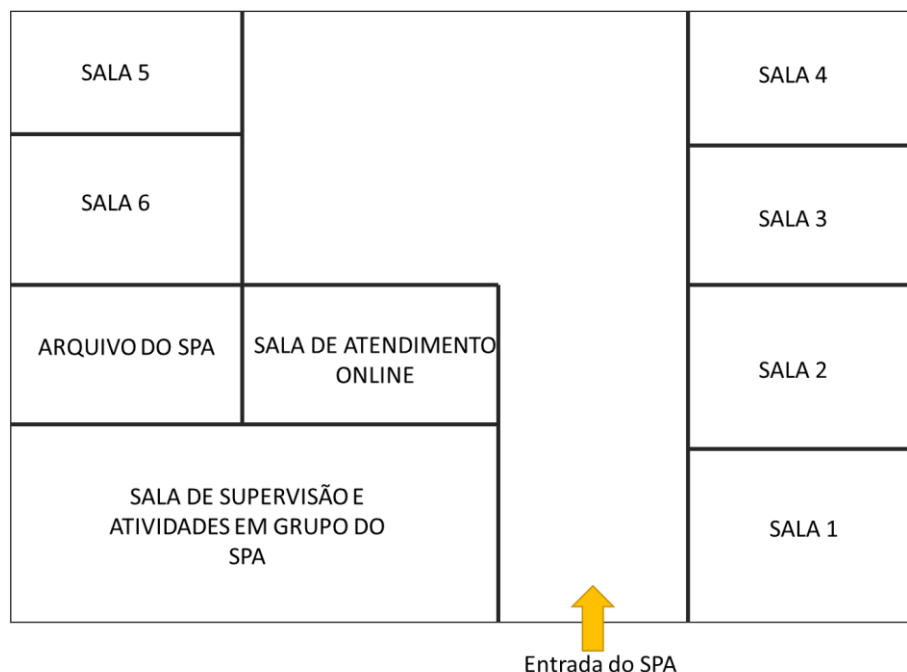 SALA 5
SALA 4
SALA 6
SALA 3
ARQUIVO DO SPA
SALA DE ATENDIMENTO
ONLINE
SALA 2
SALA DE SUPERVISÃO E
ATIVIDADES EM GRUPO DO
SPA
SALA 1
Entrada do SPA